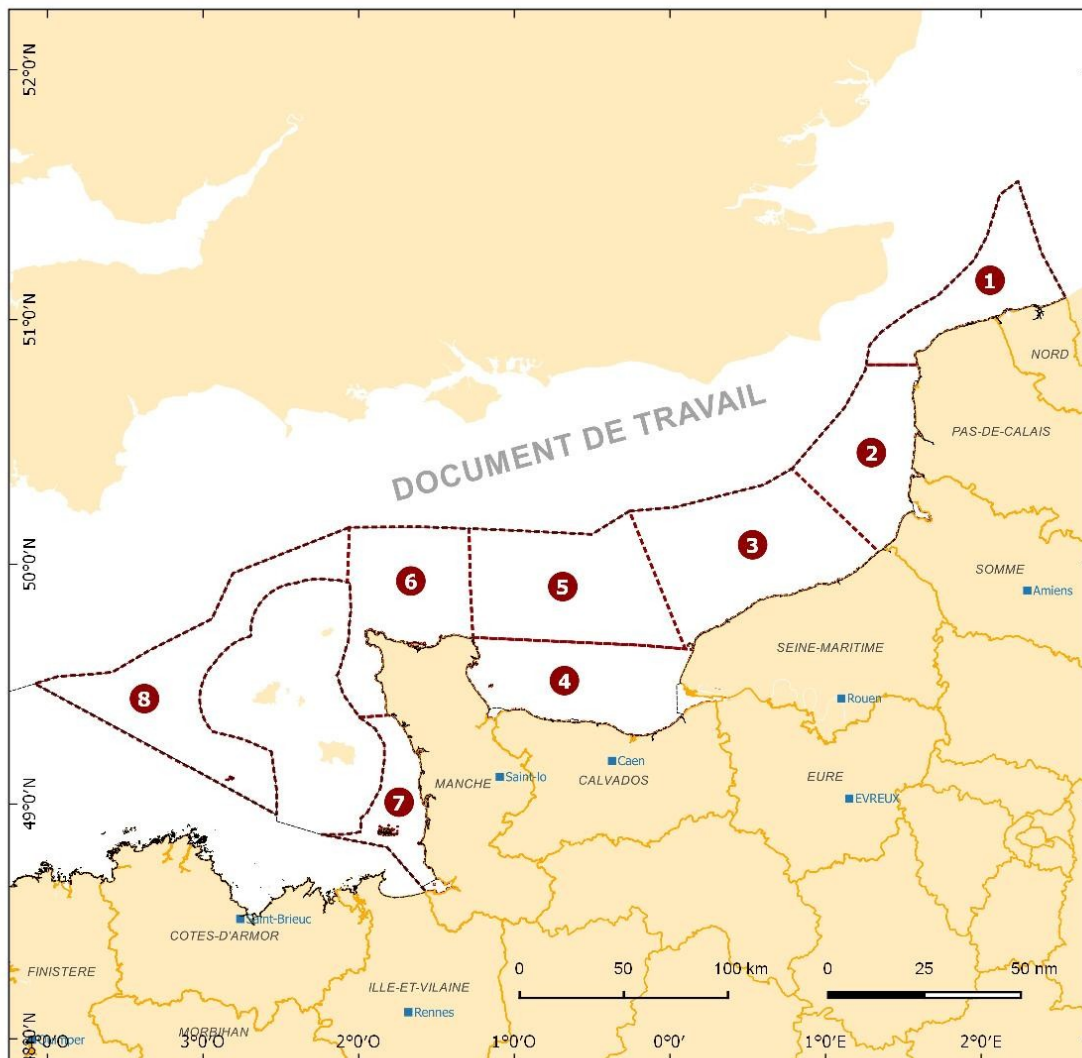 52°0'N
51°0'N
50°0'N
49°0'N
1
NORD
PAS-DE-CALAIS
DOCUMENT DE TRAVAIL
2
3
SOMME
Amiens
6
5
SEINE-MARITIME
8
4
Rouen
MANCHE
Saint-lo
Caen
CALVADOS
EURE
EVREUX
7
Saint-Brieuc
COTES-D'ARMOR
FINISTERE
ILLE-ET-VILAINE
Rennes
MORBIHAN
0
50
100 km
0
25
50 nm
3°0'O
2°0'O
1°0'O
0°0'
1°0'E
2°0'E